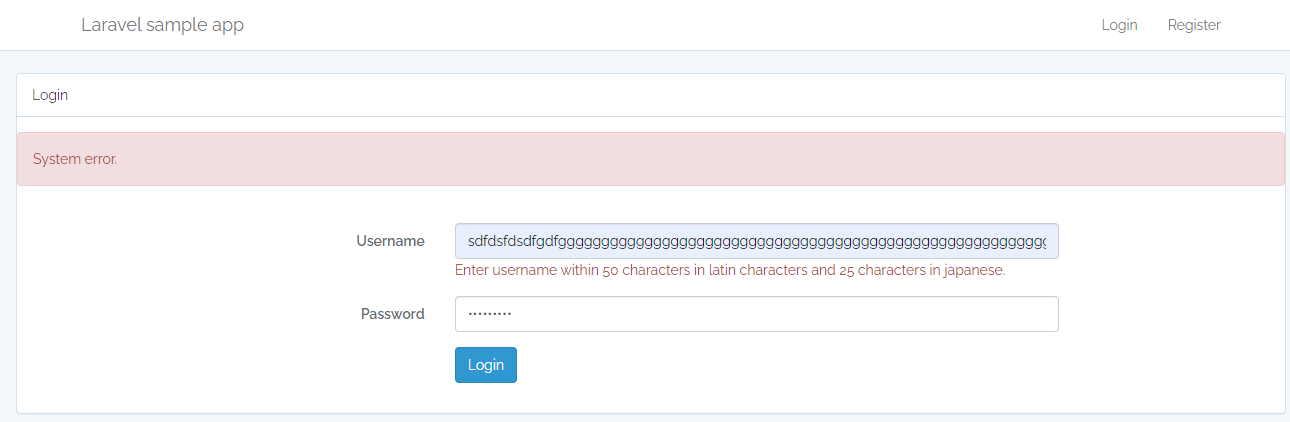 Laravel sample app
Login Register
Login
System error.
Username
sdfdsfdsdfgdfggggggggggggggggggggggggggggggggggggggggggggggggggggggggg
Enter username within 50 characters in latin characters and 25 characters in japanese.
Password
•••••••••
Login